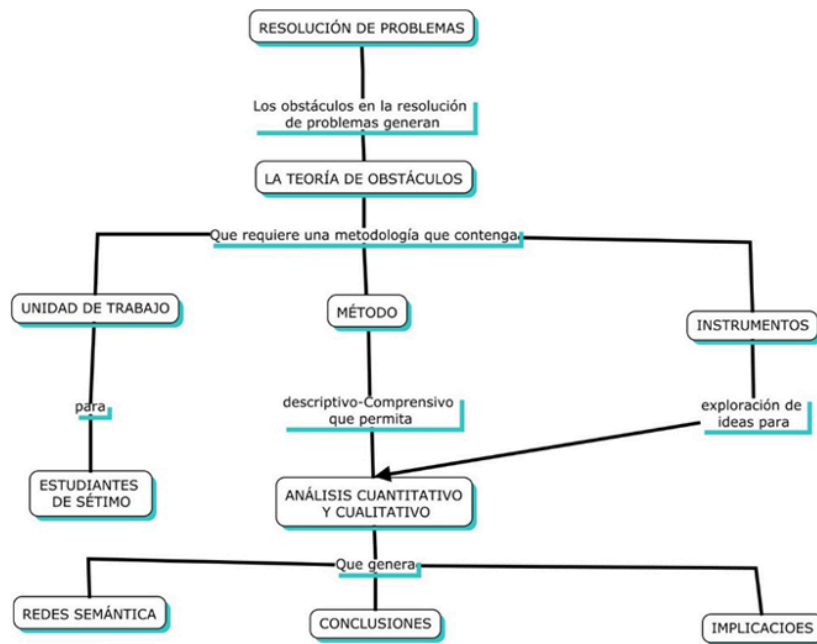 RESOLUCIÓN DE PROBLEMAS
Los obstáculos en la resolución
de problemas generan
LA TEORÍA DE OBSTÁCULOS
Que requiere una metodología que contenga
UNIDAD DE TRABAJO
MÉTODO
INSTRUMENTOS
para
descriptivo-Comprensivo
que permita
exploración de
ideas para
ESTUDIANTES
DE SÉTIMO
ANÁLISIS CUANTITATIVO
Y CUALITATIVO
Que genera
REDES SEMÁNTICA
CONCLUSIONES
IMPLICACIOES